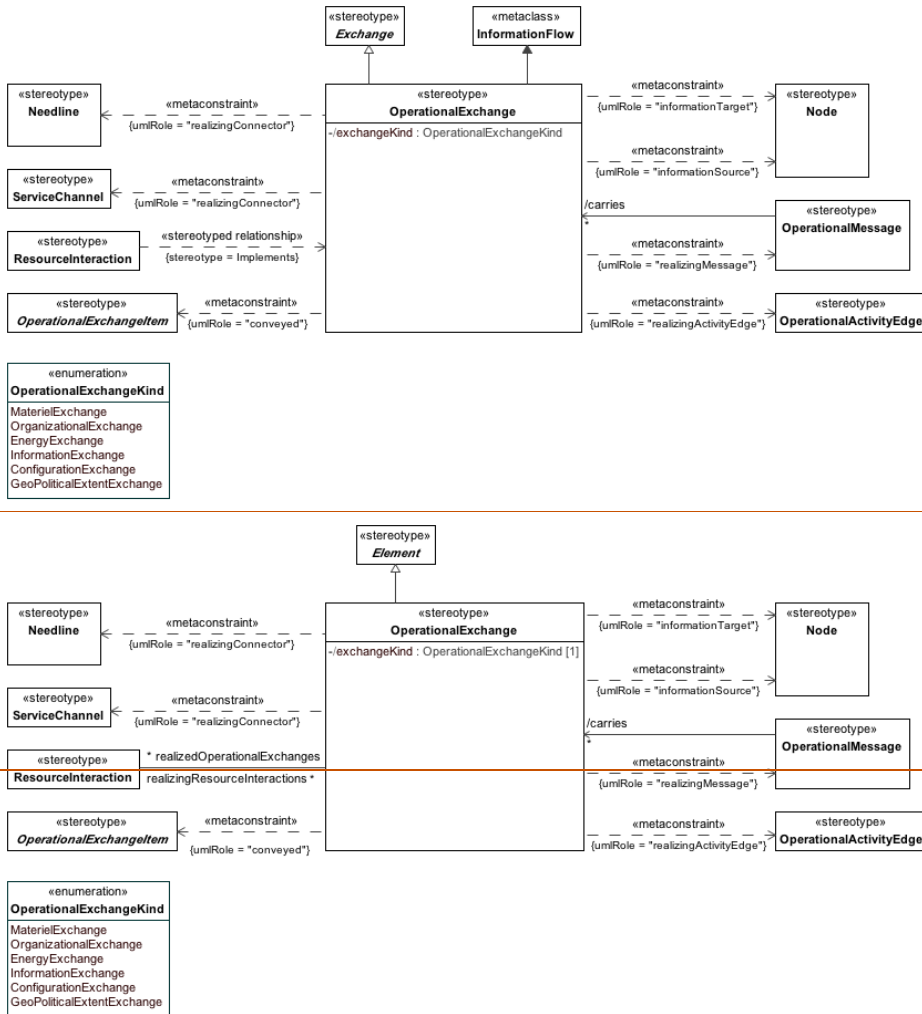 «stereotype»
Exchange
«metaclass»
InformationFlow
«stereotype»
Needline
«metaconstraint»
{umlRole = "realizingConnector"}
«stereotype»
OperationalExchange
-/exchangeKind : OperationalExchangeKind
«metaconstraint»
{umlRole = "informationTarget"}
«stereotype»
Node
«metaconstraint»
{umlRole = "informationSource"}
«stereotype»
ServiceChannel
«metaconstraint»
{umlRole = "realizingConnector"}
/carries
*
«stereotype»
OperationalMessage
«stereotype»
ResourceInteraction
«stereotyped relationship»
{stereotype = Implements}
«metaconstraint»
{umlRole = "realizingMessage"}
«stereotype»
OperationalExchangeItem
«metaconstraint»
{umlRole = "conveyed"}
«metaconstraint»
{umlRole = "realizingActivityEdge"}
«stereotype»
OperationalActivityEdge
«enumeration»
OperationalExchangeKind
MaterielExchange
OrganizationalExchange
EnergyExchange
InformationExchange
ConfigurationExchange
GeoPoliticalExtentExchange
«stereotype»
Element
«stereotype»
Needline
«metaconstraint»
{umlRole = "realizingConnector"}
«stereotype»
OperationalExchange
-/exchangeKind : OperationalExchangeKind [1]
«metaconstraint»
{umlRole = "informationTarget"}
«stereotype»
Node
«metaconstraint»
{umlRole = "informationSource"}
«stereotype»
ServiceChannel
«metaconstraint»
{umlRole = "realizingConnector"}
/carries
*
«stereotype»
OperationalMessage
«stereotype»
ResourceInteraction
* realizedOperationalExchanges
realizingResourceInteractions *
«metaconstraint»
{umlRole = "realizingMessage"}
«stereotype»
OperationalExchangeItem
«metaconstraint»
{umlRole = "conveyed"}
«metaconstraint»
{umlRole = "realizingActivityEdge"}
«stereotype»
OperationalActivityEdge
«enumeration»
OperationalExchangeKind
MaterielExchange
OrganizationalExchange
EnergyExchange
InformationExchange
ConfigurationExchange
GeoPoliticalExtentExchange